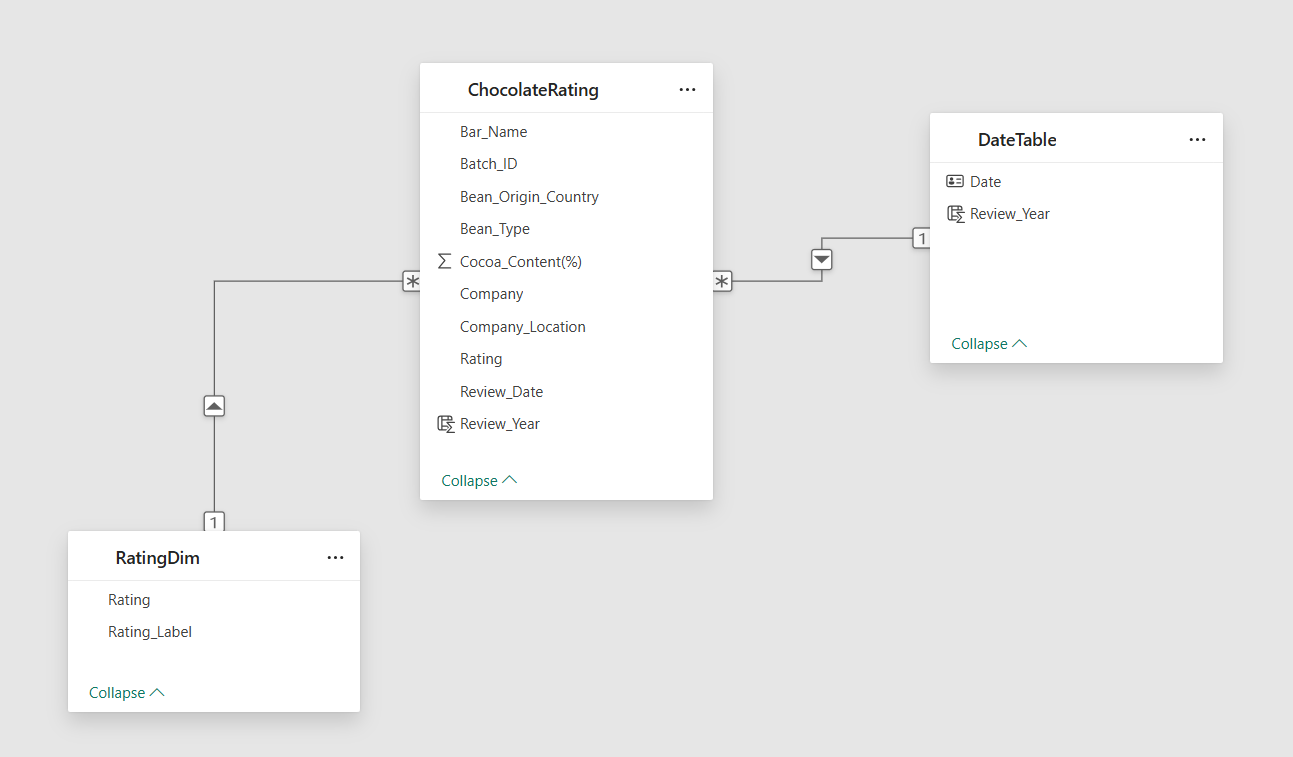 ChocolateRating
Bar_Name
Batch_ID
Bean_Origin_Country
Bean_Type
Cocoa_Content(%)
Company
Company_Location
Rating
Review_Date
Review_Year
Collapse
DateTable
Date
Review_Year
Collapse
*
*
1
1
RatingDim
Rating
Rating_Label
Collapse